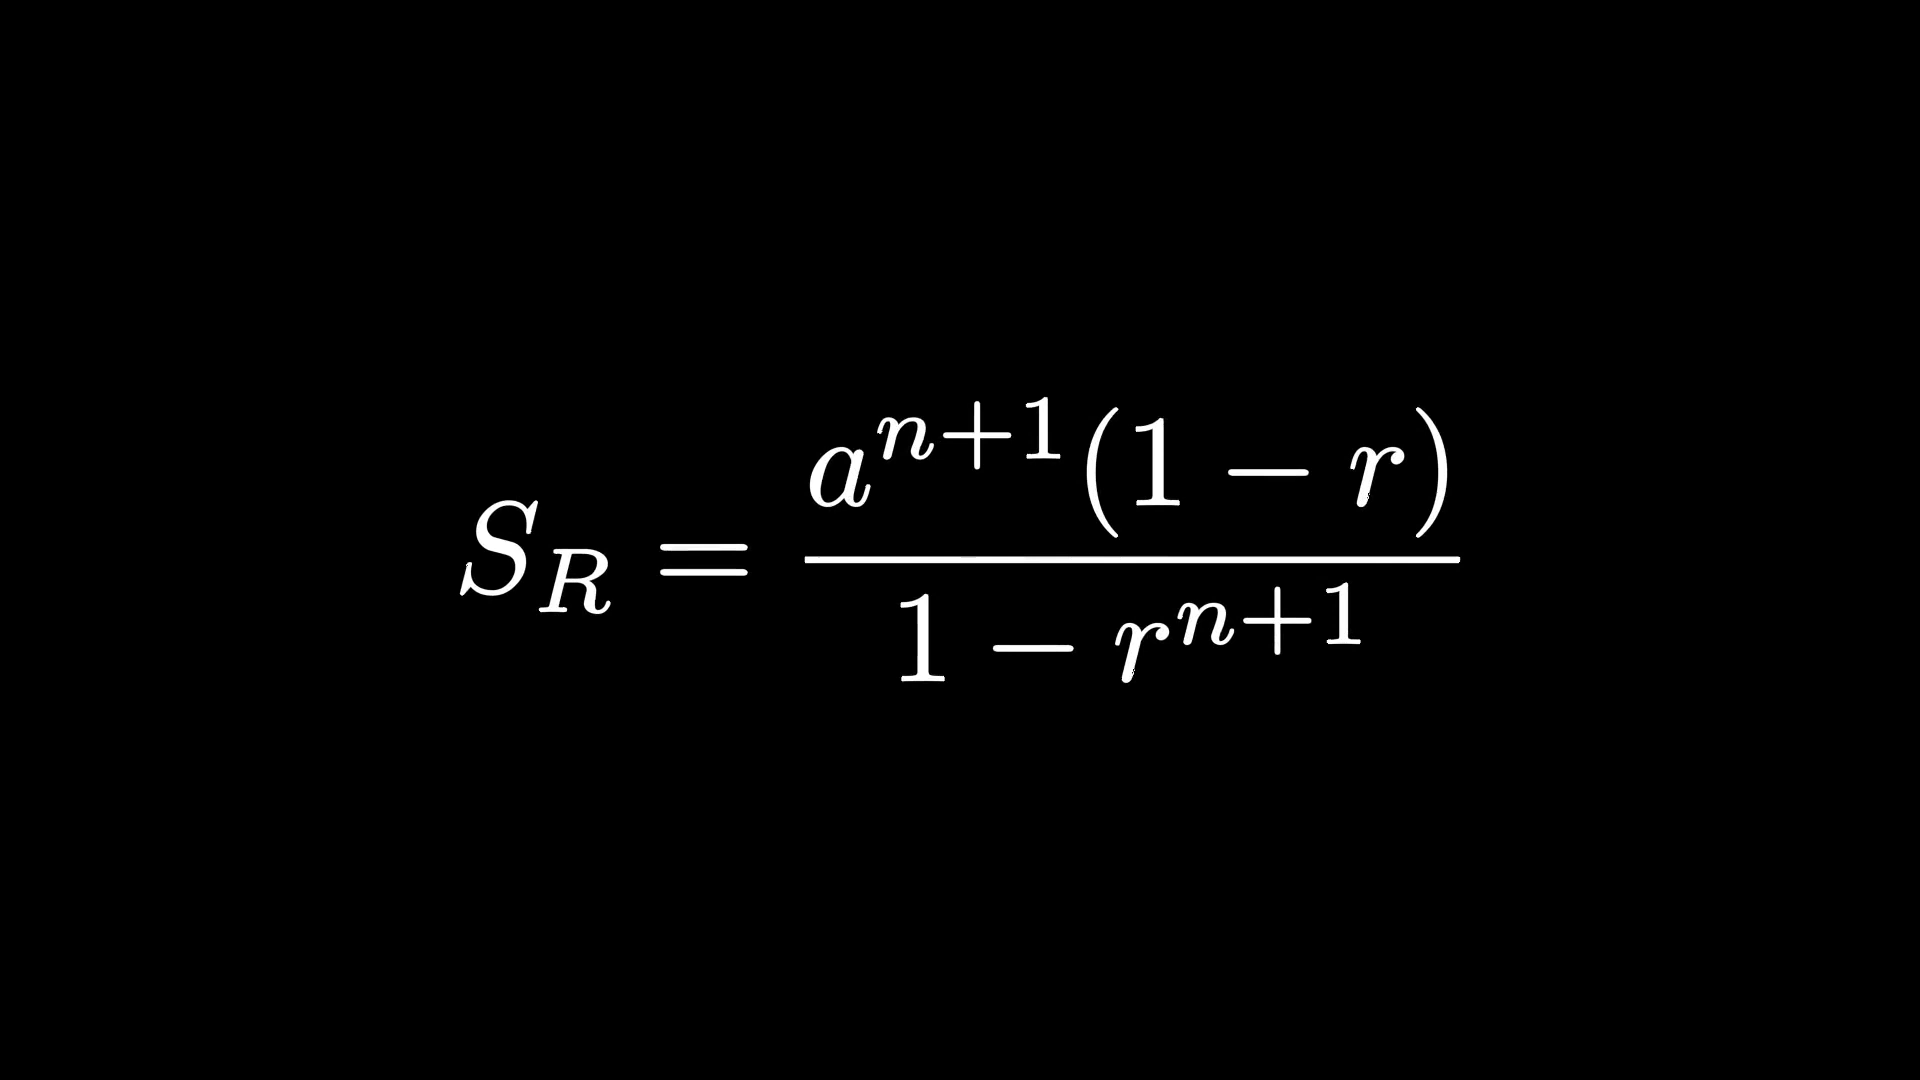 S_R = \frac{a^{n+1}(1 - r)}{1 - r^{n+1}}